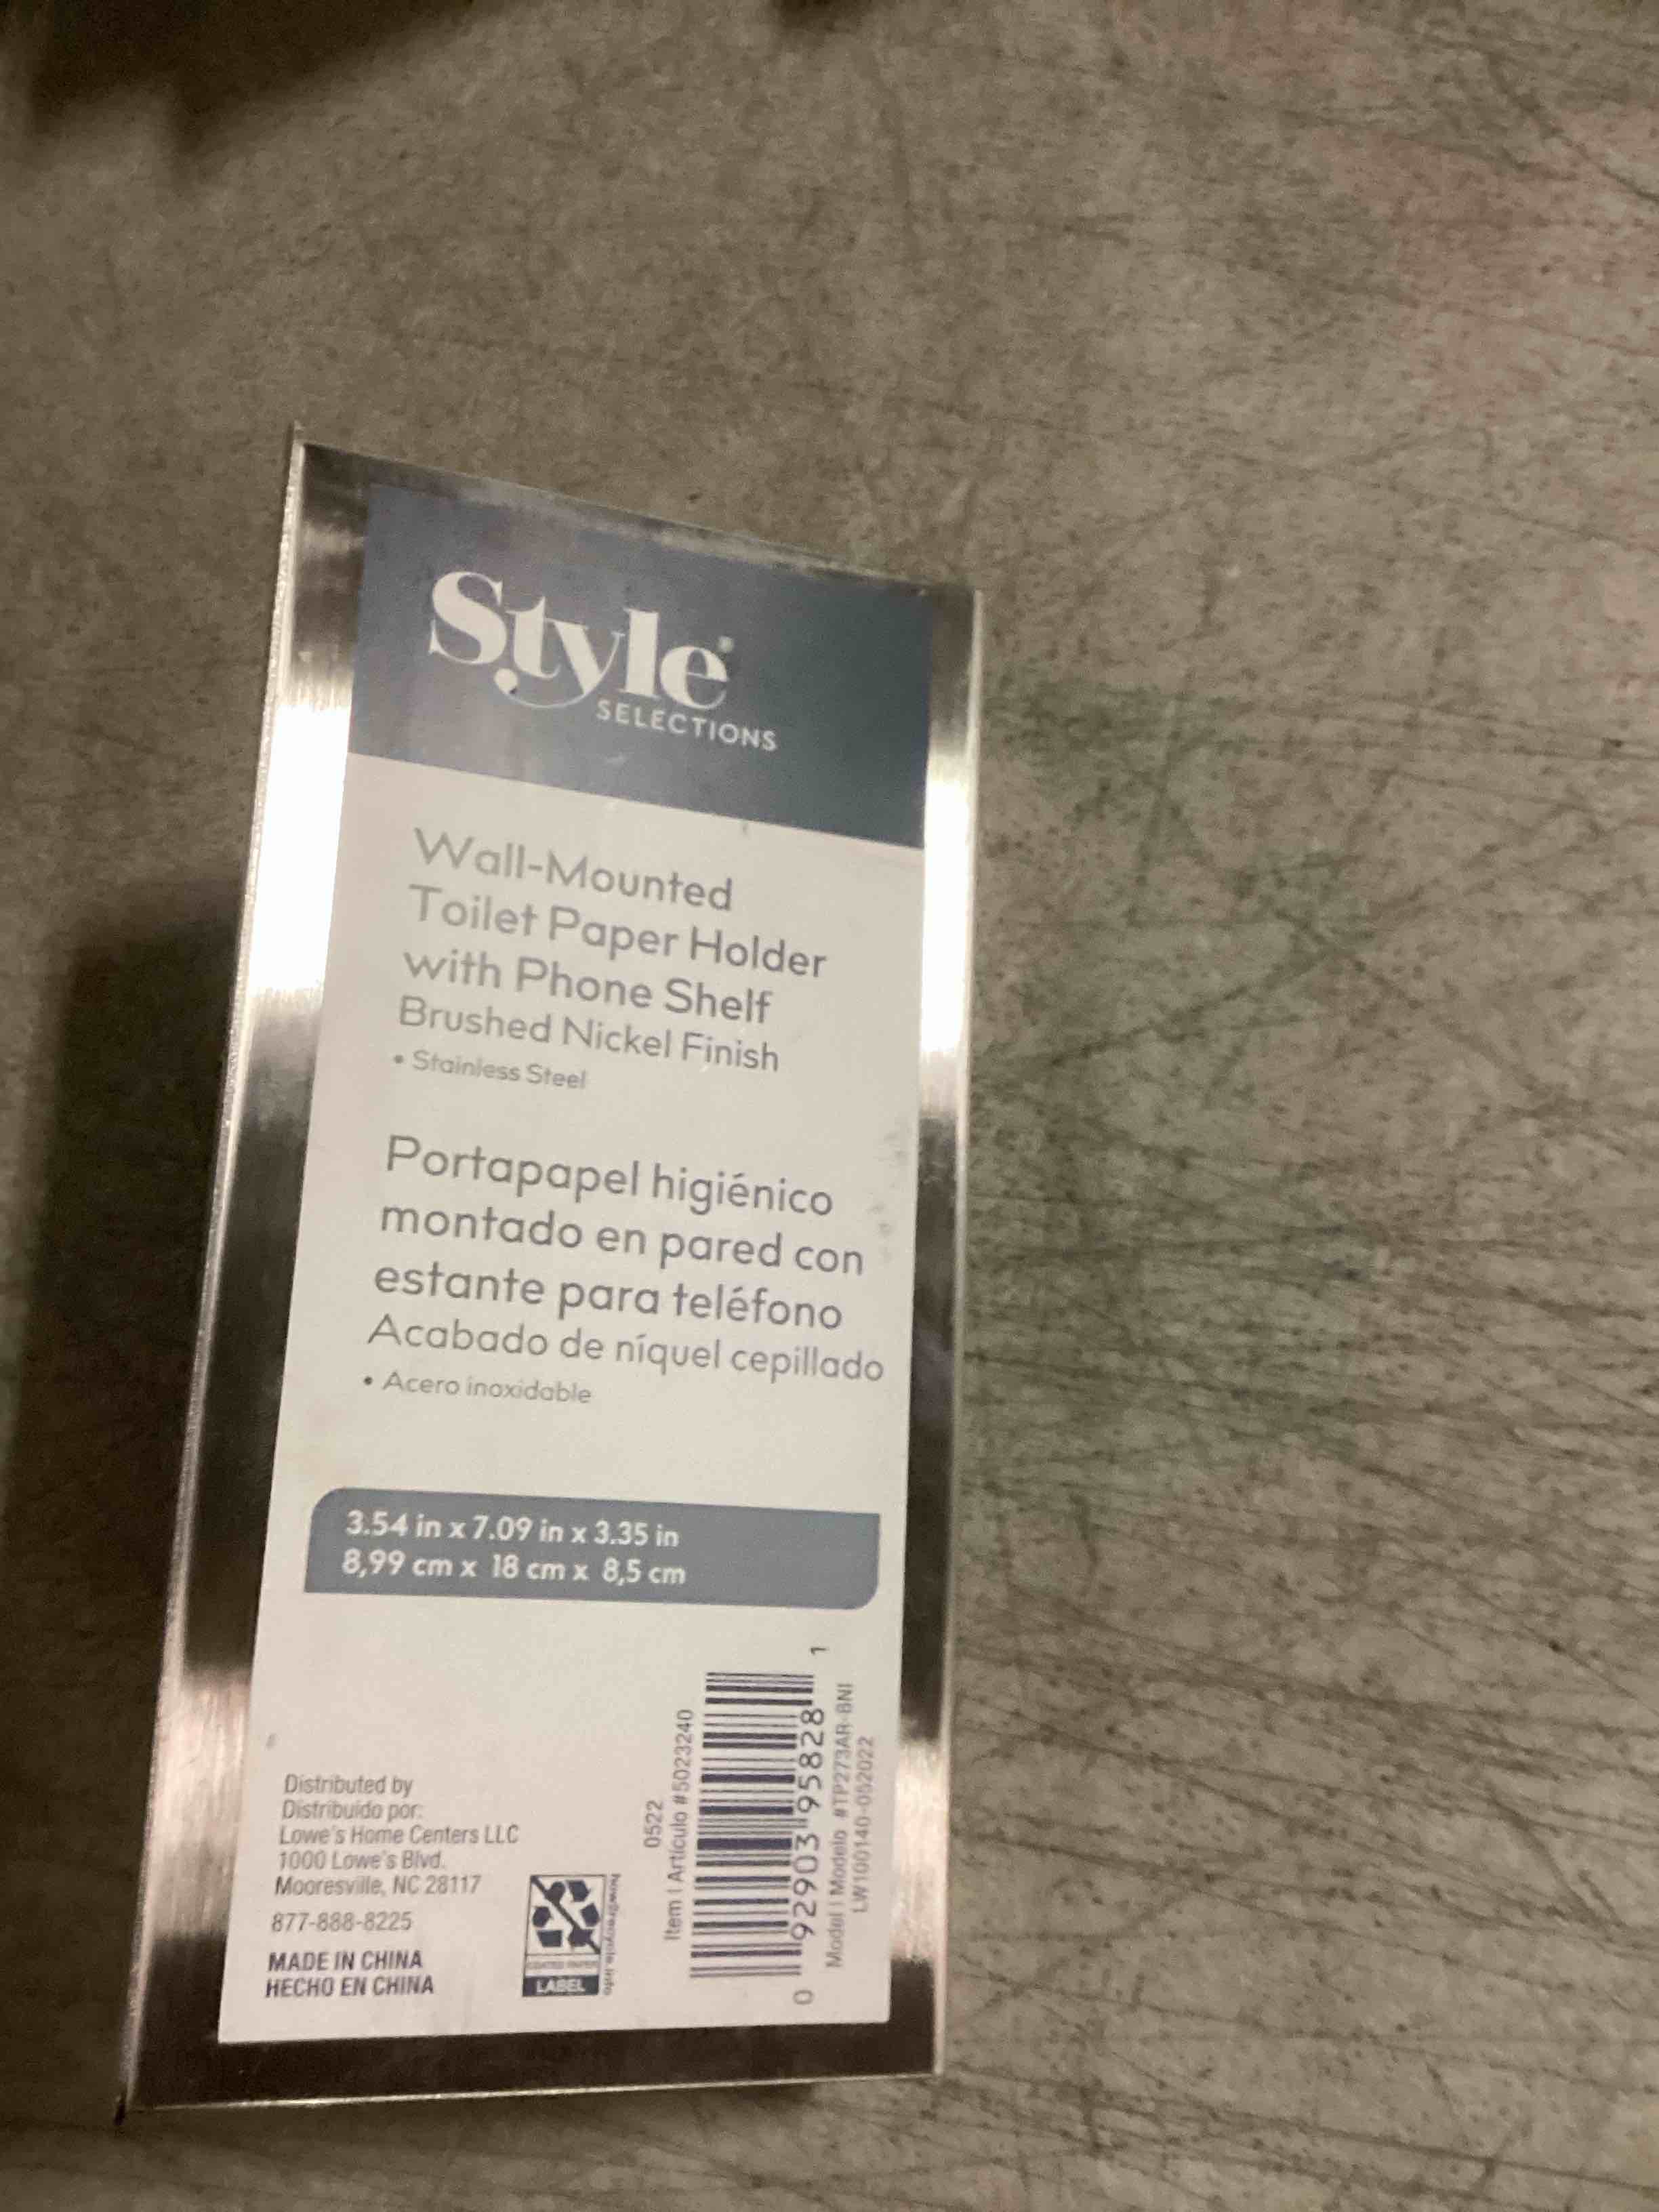 Style®
SELECTIONS
Wall-Mounted
Toilet Paper Holder
with Phone Shelf
Brushed Nickel Finish
• Stainless Steel
Portapapel higiénico
montado en pared con
estante para teléfono
Acabado de níquel cepillado
• Acero inoxidable
3.54 in x 7.09 in x 3.35 in
8,99 cm x 18 cm x 8,5 cm
Distributed by
Distribuido por:
Lowe's Home Centers LLC
1000 Lowe's Blvd.
Mooresville, NC 28117
877-888-8225
MADE IN CHINA
HECHO EN CHINA
how2recycle.info
LABEL
0522
Item | Artículo #5023240
0 92903 95828 1
Model | Modelo #TP273AR-BNI
LW100140-052022